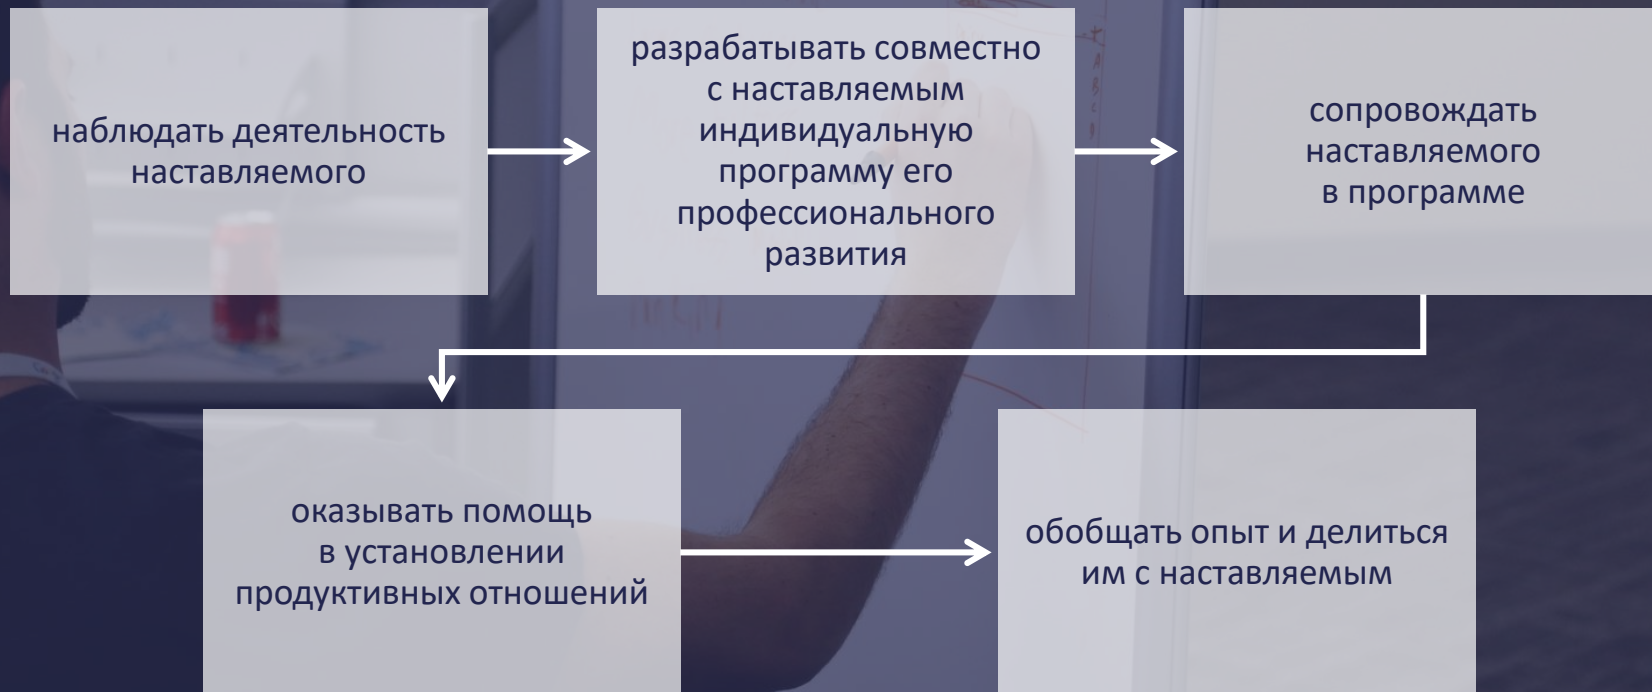 наблюдать деятельность
наставляемого
разрабатывать совместно
с наставляемым
индивидуальную
программу его
профессионального
развития
сопровождать
наставляемого
в программе
оказывать помощь
в установлении
продуктивных отношений
обобщать опыт и делиться
им с наставляемым